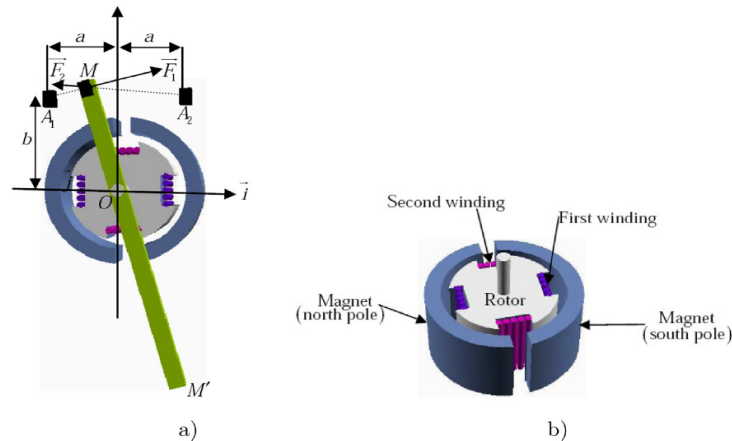 a a
F₂ M F₁
A₁ A₂
b
j
O i
M′
a)
Second winding
First winding
Rotor
Magnet
(north pole)
Magnet
(south pole)
b)